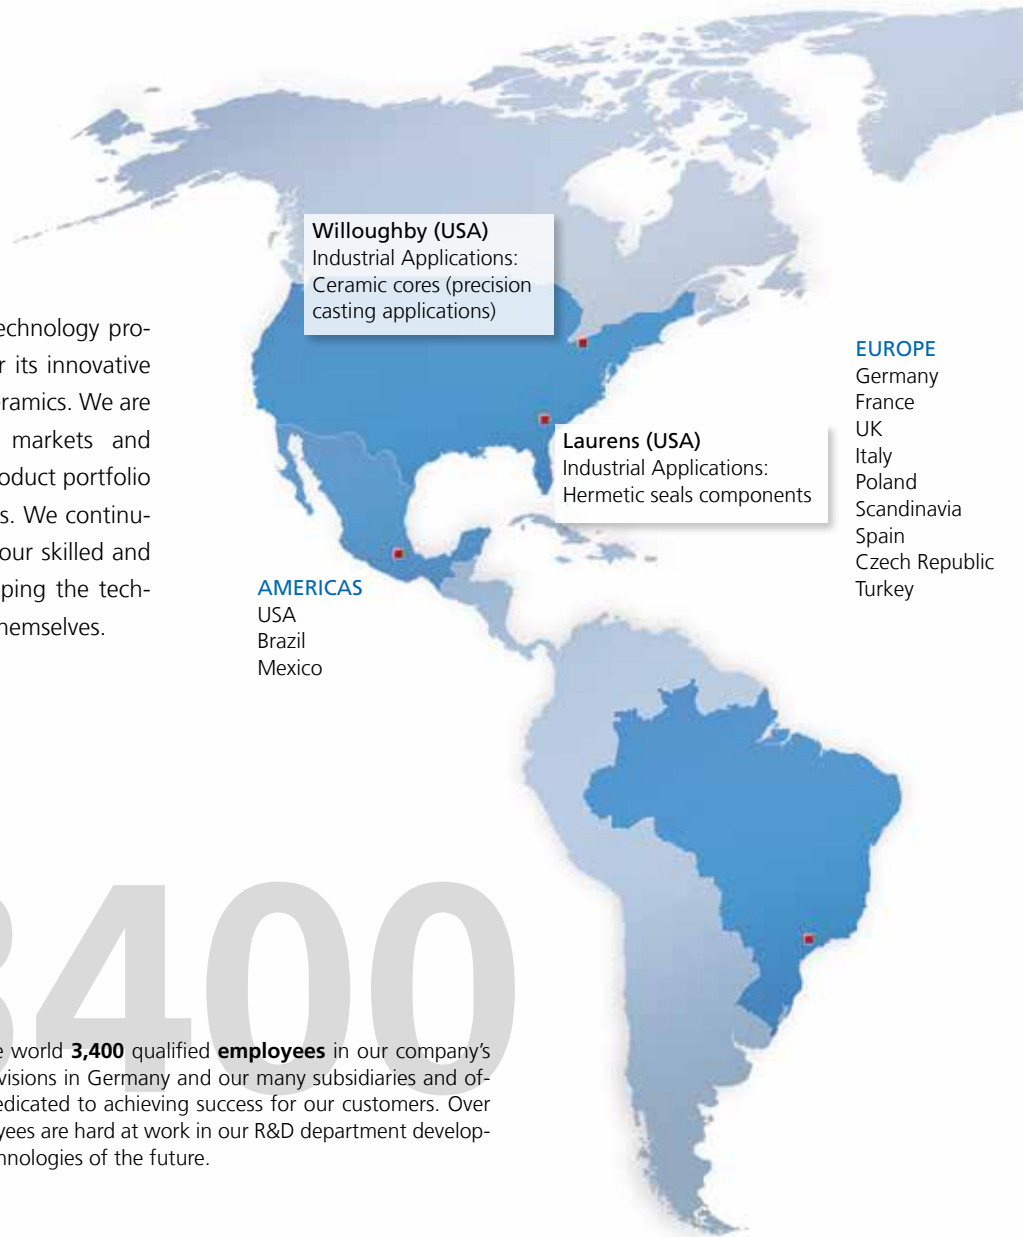 Willoughby (USA)
Industrial Applications:
Ceramic cores (precision
casting applications)
echnology pro-
r its innovative
eramics. We are
markets and
oduct portfolio
s. We continu-
our skilled and
ping the tech-
hemselves.
Laurens (USA)
Industrial Applications:
Hermetic seals components
EUROPE
Germany
France
UK
Italy
Poland
Scandinavia
Spain
Czech Republic
Turkey
AMERICAS
USA
Brazil
Mexico
3400
e world 3,400 qualified employees in our company's
visions in Germany and our many subsidiaries and of-
edicated to achieving success for our customers. Over
yees are hard at work in our R&D department develop-
hnologies of the future.